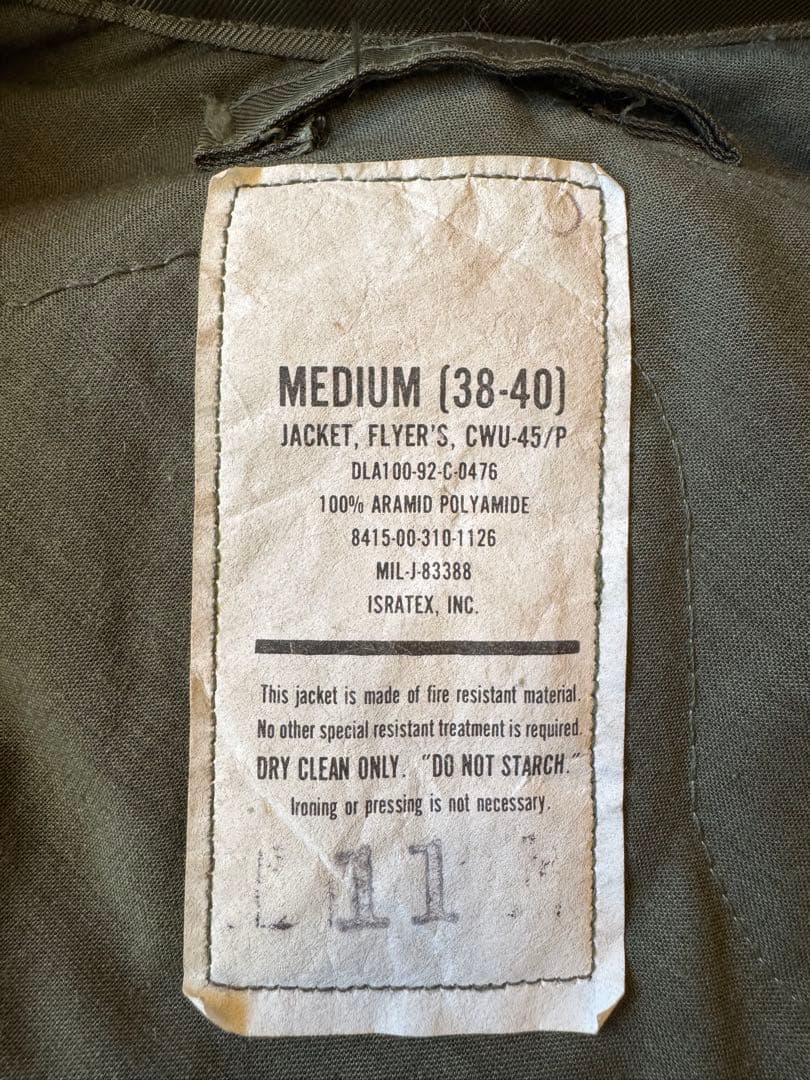 MEDIUM (38-40)
JACKET, FLYER'S, CWU-45/P
DLA100-92-C-0476
100% ARAMID POLYAMIDE
8415-00-310-1126
MIL-J-83388
ISRATEX, INC.
This jacket is made of fire resistant material.
No other special resistant treatment is required.
DRY CLEAN ONLY. "DO NOT STARCH."
Ironing or pressing is not necessary.
11